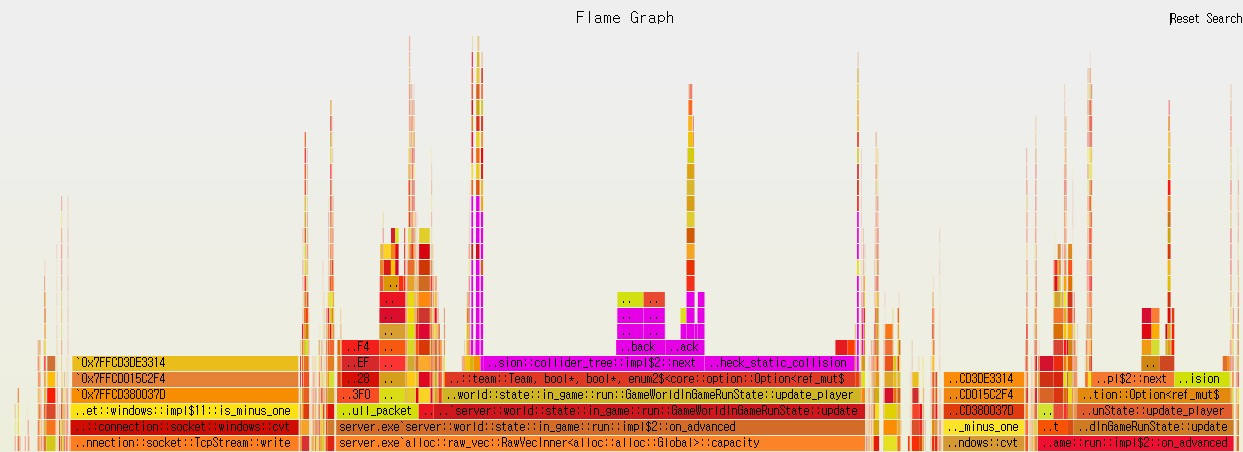 Flame Graph
Reset Search
..F4
..back ..ack
`0x7FFCD3DE3314 ..EF ..sion::collider_tree::impl$2::next ..heck_static_collision
`0x7FFCD015C2F4 ..28 ..::team::Team, bool*, bool*, enum2$<core::option::Option<ref_mut$ ..CD3DE3314 ..pl$2::next ..ision
`0x7FFCD380037D ..3F0 ..world::state::in_game::run::GameWorldInGameRunState::update_player ..CD015C2F4 ..tion::Option<ref_mut$
..et::windows::impl$11::is_minus_one ..ull_packet ..`server::world::state::in_game::run::GameWorldInGameRunState::update ..CD380037D ..unState::update_player
..::connection::socket::windows::cvt server.exe`server::world::state::in_game::run::impl$2::on_advanced .._minus_one ..t ..dInGameRunState::update
..nnection::socket::TcpStream::write server.exe`alloc::raw_vec::RawVecInner<alloc::alloc::Global>::capacity ..ndows::cvt ..ame::run::impl$2::on_advanced